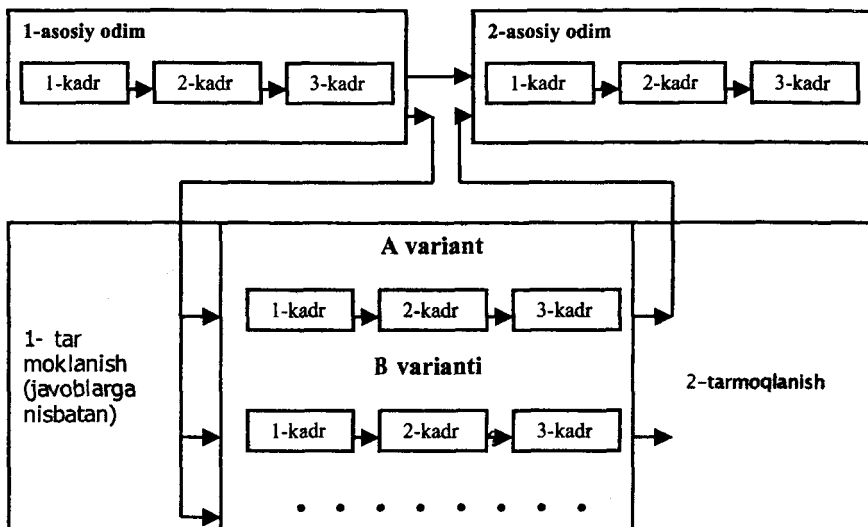 1-asosiy odim
1-kadr
2-kadr
3-kadr
2-asosiy odim
1-kadr
2-kadr
3-kadr
A variant
1-kadr
2-kadr
3-kadr
1- tar
moklanish
(javoblarga
nisbatan)
B varianti
2-tarmoqlanish
1-kadr
2-kadr
3-kadr
. . . . . . . .